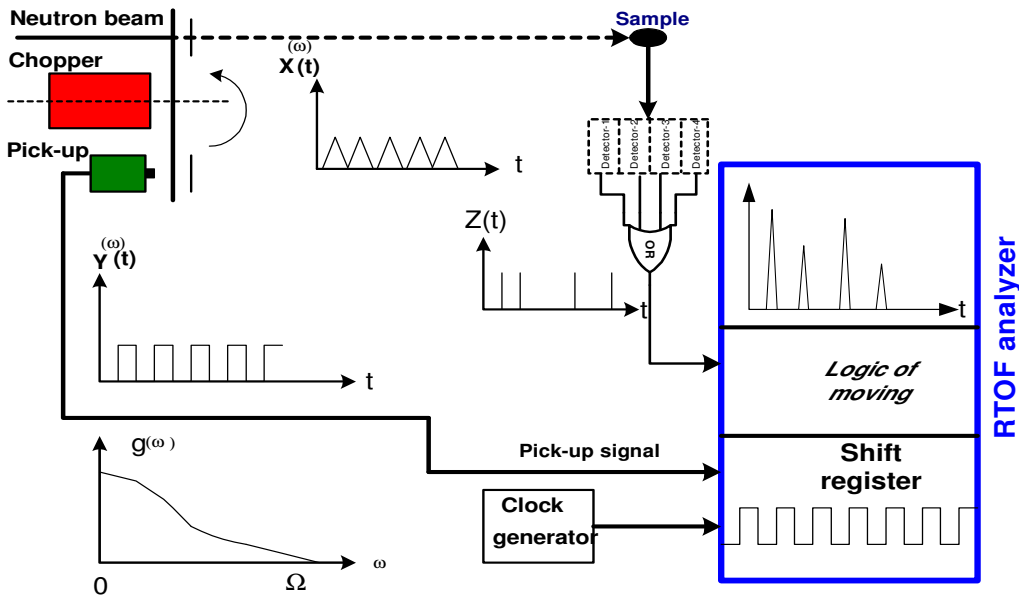 Neutron beam
Chopper
Pick-up
Sample
(ω)
X(t)
t
Detector-1
Detector-2
Detector-3
Detector-4
OR
Z(t)
t
(ω)
Y(t)
t
t
Logic of
moving
RTOF analyzer
Pick-up signal
Shift
register
Clock
generator
g(ω)
0
Ω
ω